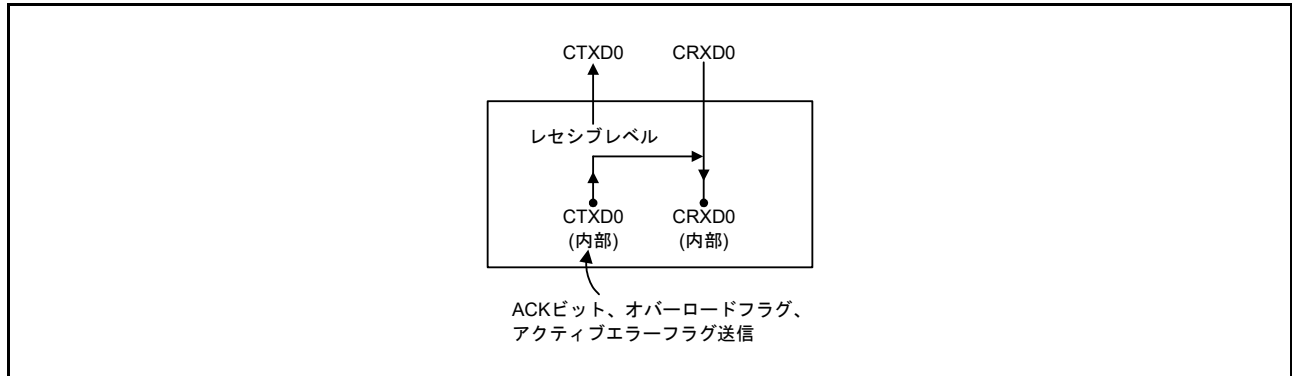 CTXD0 CRXD0
レセシブレベル
CTXD0 CRXD0
(内部) (内部)
ACKビット、オバーロードフラグ、
アクティブエラーフラグ送信